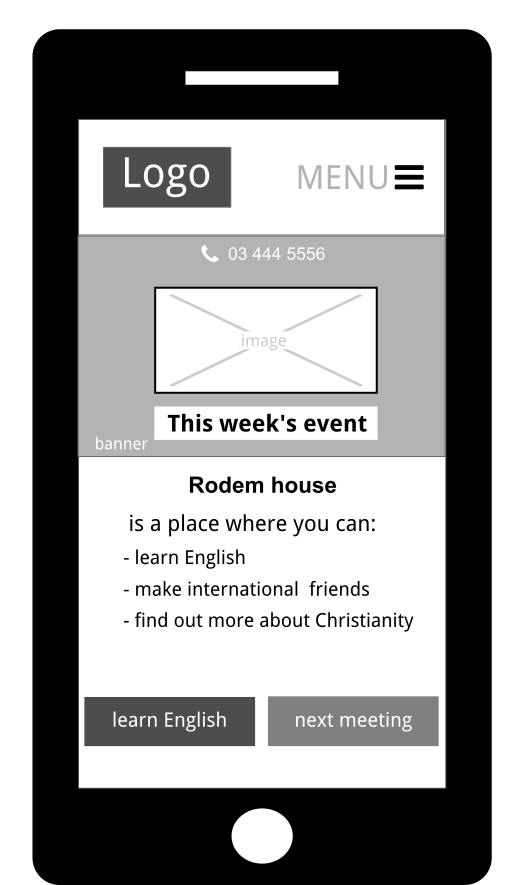 Logo
MENU
03 444 5556
image
This week's event
banner
Rodem house
is a place where you can:
- learn English
- make international  friends
- find out more about Christianity
learn English
next meeting